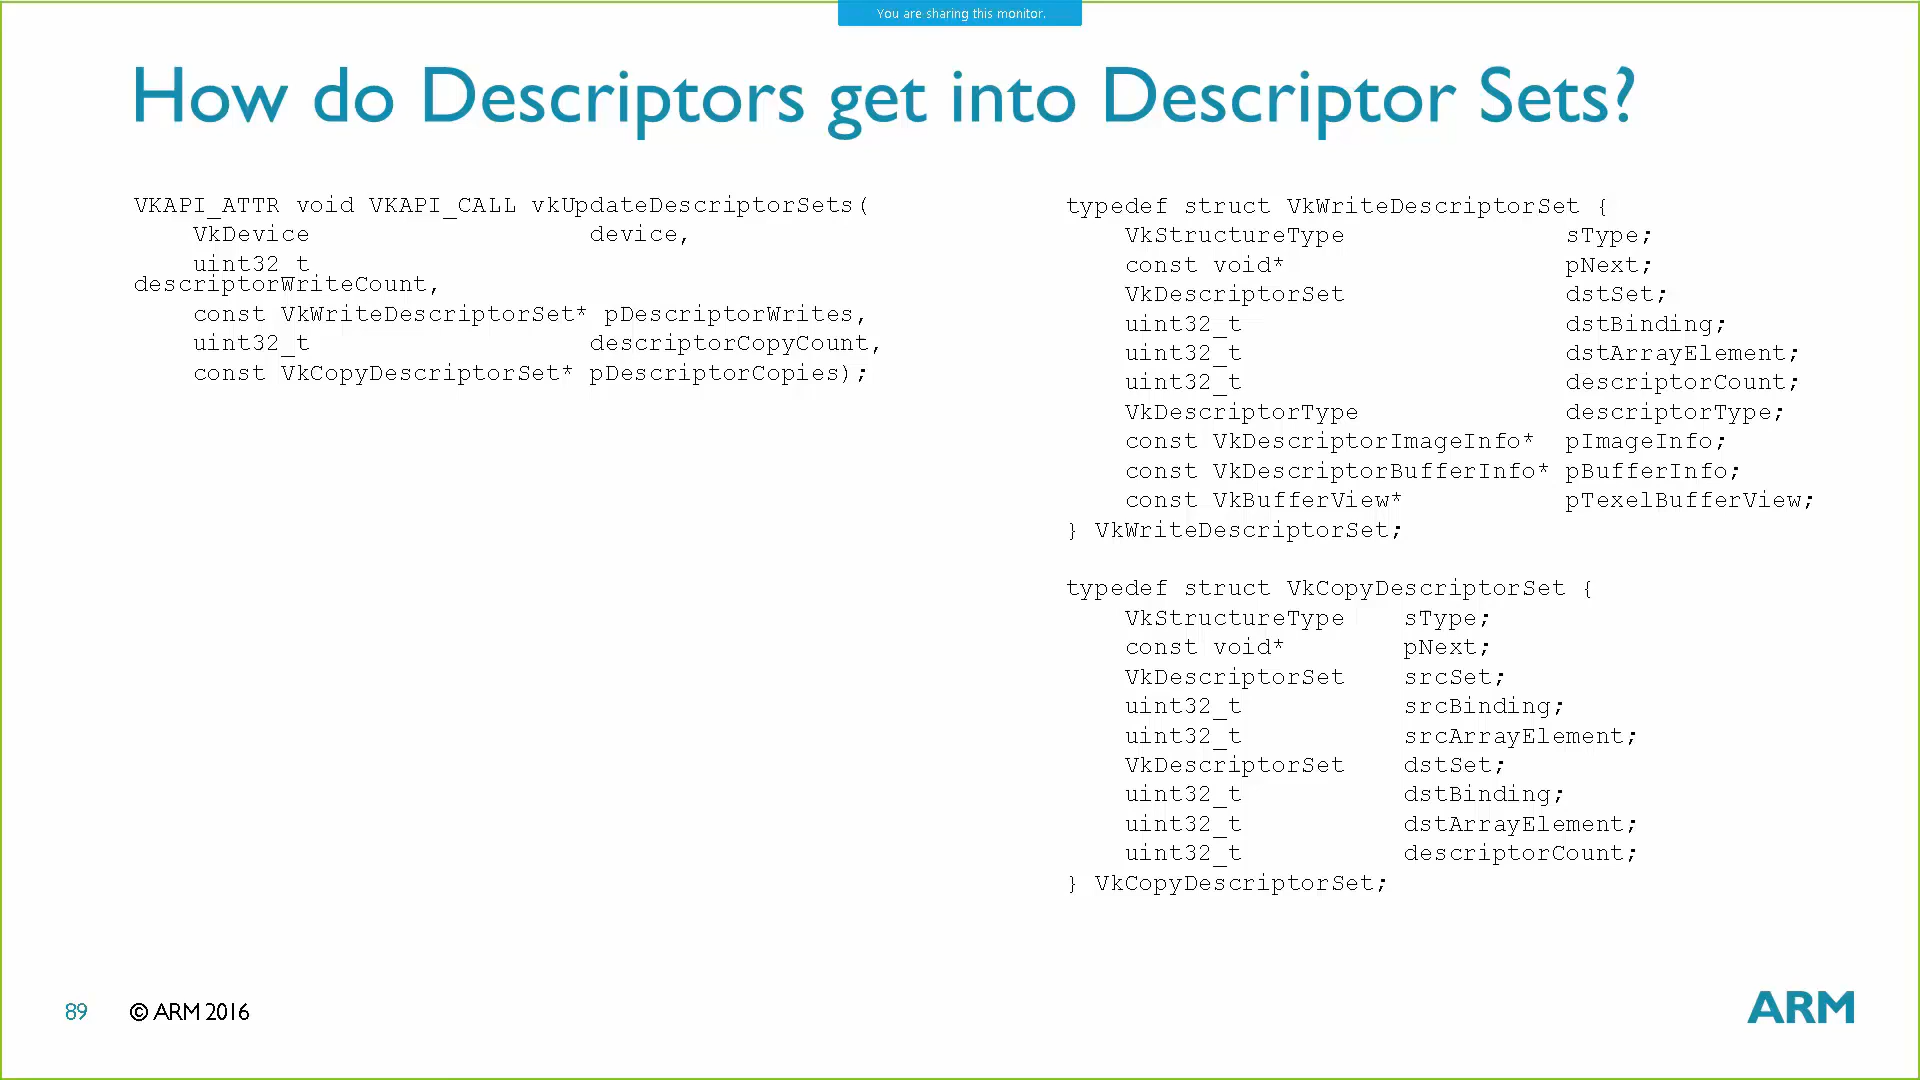 You are sharing this monitor.
How do Descriptors get into Descriptor Sets?
VKAPI_ATTR void VKAPI_CALL vkUpdateDescriptorSets(
    VkDevice                   device,
    uint32_t
descriptorWriteCount,
    const VkWriteDescriptorSet* pDescriptorWrites,
    uint32_t                   descriptorCopyCount,
    const VkCopyDescriptorSet* pDescriptorCopies);
typedef struct VkWriteDescriptorSet {
    VkStructureType               sType;
    const void*                   pNext;
    VkDescriptorSet               dstSet;
    uint32_t                      dstBinding;
    uint32_t                      dstArrayElement;
    uint32_t                      descriptorCount;
    VkDescriptorType              descriptorType;
    const VkDescriptorImageInfo*  pImageInfo;
    const VkDescriptorBufferInfo* pBufferInfo;
    const VkBufferView*           pTexelBufferView;
} VkWriteDescriptorSet;
typedef struct VkCopyDescriptorSet {
    VkStructureType    sType;
    const void*        pNext;
    VkDescriptorSet    srcSet;
    uint32_t           srcBinding;
    uint32_t           srcArrayElement;
    VkDescriptorSet    dstSet;
    uint32_t           dstBinding;
    uint32_t           dstArrayElement;
    uint32_t           descriptorCount;
} VkCopyDescriptorSet;
89 © ARM 2016
ARM